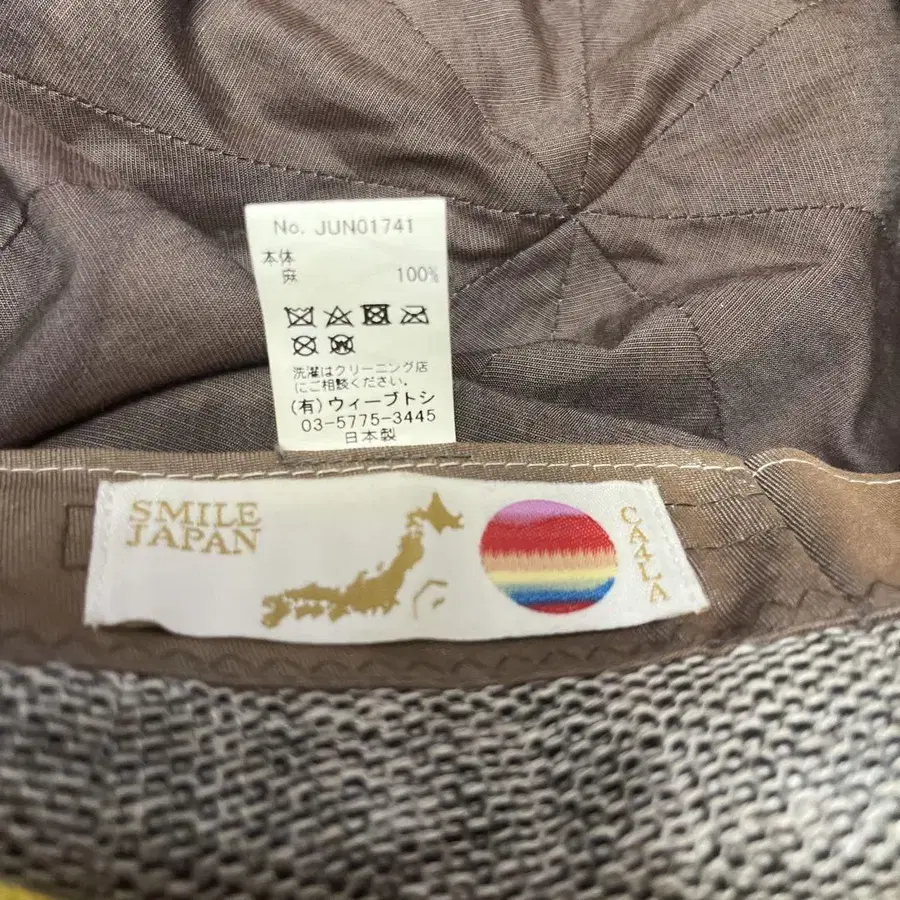 No. JUN01741
本体
麻 100%
洗濯はクリーニング店
にご相談ください。
(有)ウィーブトシ
03-5775-3445
日本製
SMILE
JAPAN
CA4LA